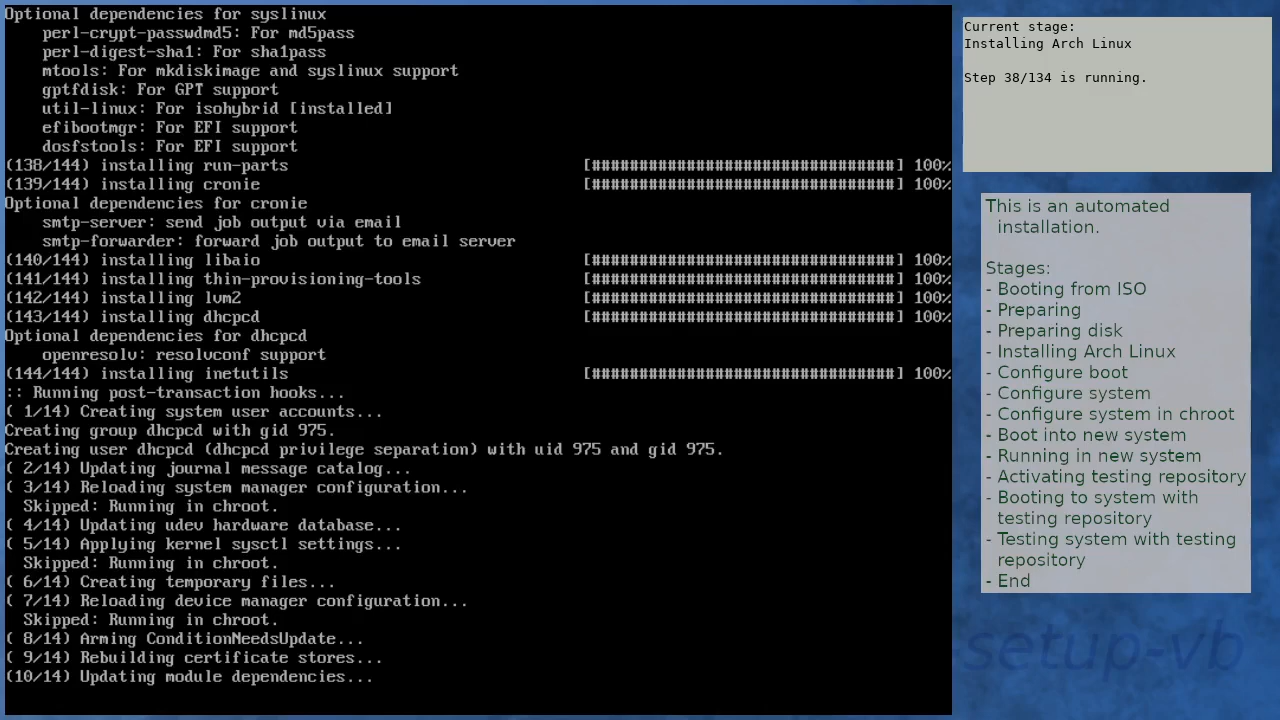 Optional dependencies for syslinux
    perl-crypt-passwdmd5: For md5pass
    perl-digest-sha1: For sha1pass
    mtools: For mkdiskimage and syslinux support
    gptfdisk: For GPT support
    util-linux: For isohybrid [installed]
    efibootmgr: For EFI support
    dosfstools: For EFI support
(138/144) installing run-parts [################################] 100%
(139/144) installing cronie [################################] 100%
Optional dependencies for cronie
    smtp-server: send job output via email
    smtp-forwarder: forward job output to email server
(140/144) installing libaio [################################] 100%
(141/144) installing thin-provisioning-tools [################################] 100%
(142/144) installing lvm2 [################################] 100%
(143/144) installing dhcpcd [################################] 100%
Optional dependencies for dhcpcd
    openresolv: resolvconf support
(144/144) installing inetutils [################################] 100%
:: Running post-transaction hooks...
( 1/14) Creating system user accounts...
Creating group dhcpcd with gid 975.
Creating user dhcpcd (dhcpcd privilege separation) with uid 975 and gid 975.
( 2/14) Updating journal message catalog...
( 3/14) Reloading system manager configuration...
  Skipped: Running in chroot.
( 4/14) Updating udev hardware database...
( 5/14) Applying kernel sysctl settings...
  Skipped: Running in chroot.
( 6/14) Creating temporary files...
( 7/14) Reloading device manager configuration...
  Skipped: Running in chroot.
( 8/14) Arming ConditionNeedsUpdate...
( 9/14) Rebuilding certificate stores...
(10/14) Updating module dependencies...
Current stage:
Installing Arch Linux
Step 38/134 is running.
This is an automated
installation.
Stages:
- Booting from ISO
- Preparing
- Preparing disk
- Installing Arch Linux
- Configure boot
- Configure system
- Configure system in chroot
- Boot into new system
- Running in new system
- Activating testing repository
- Booting to system with
testing repository
- Testing system with testing
repository
- End
-setup-vb